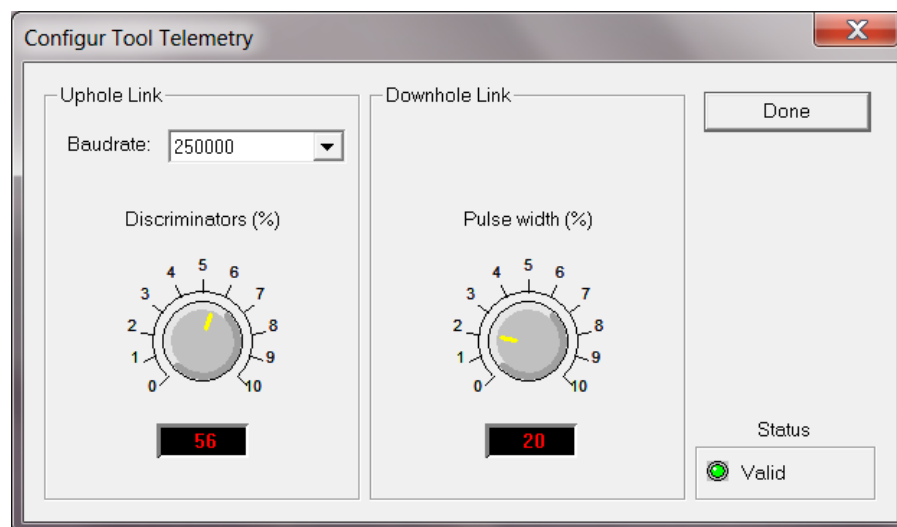 Configur Tool Telemetry
X
Uphole Link
Baudrate: 250000
Discriminators (%)
0 1 2 3 4 5 6 7 8 9 10
56
Downhole Link
Pulse width (%)
0 1 2 3 4 5 6 7 8 9 10
20
Done
Status
Valid